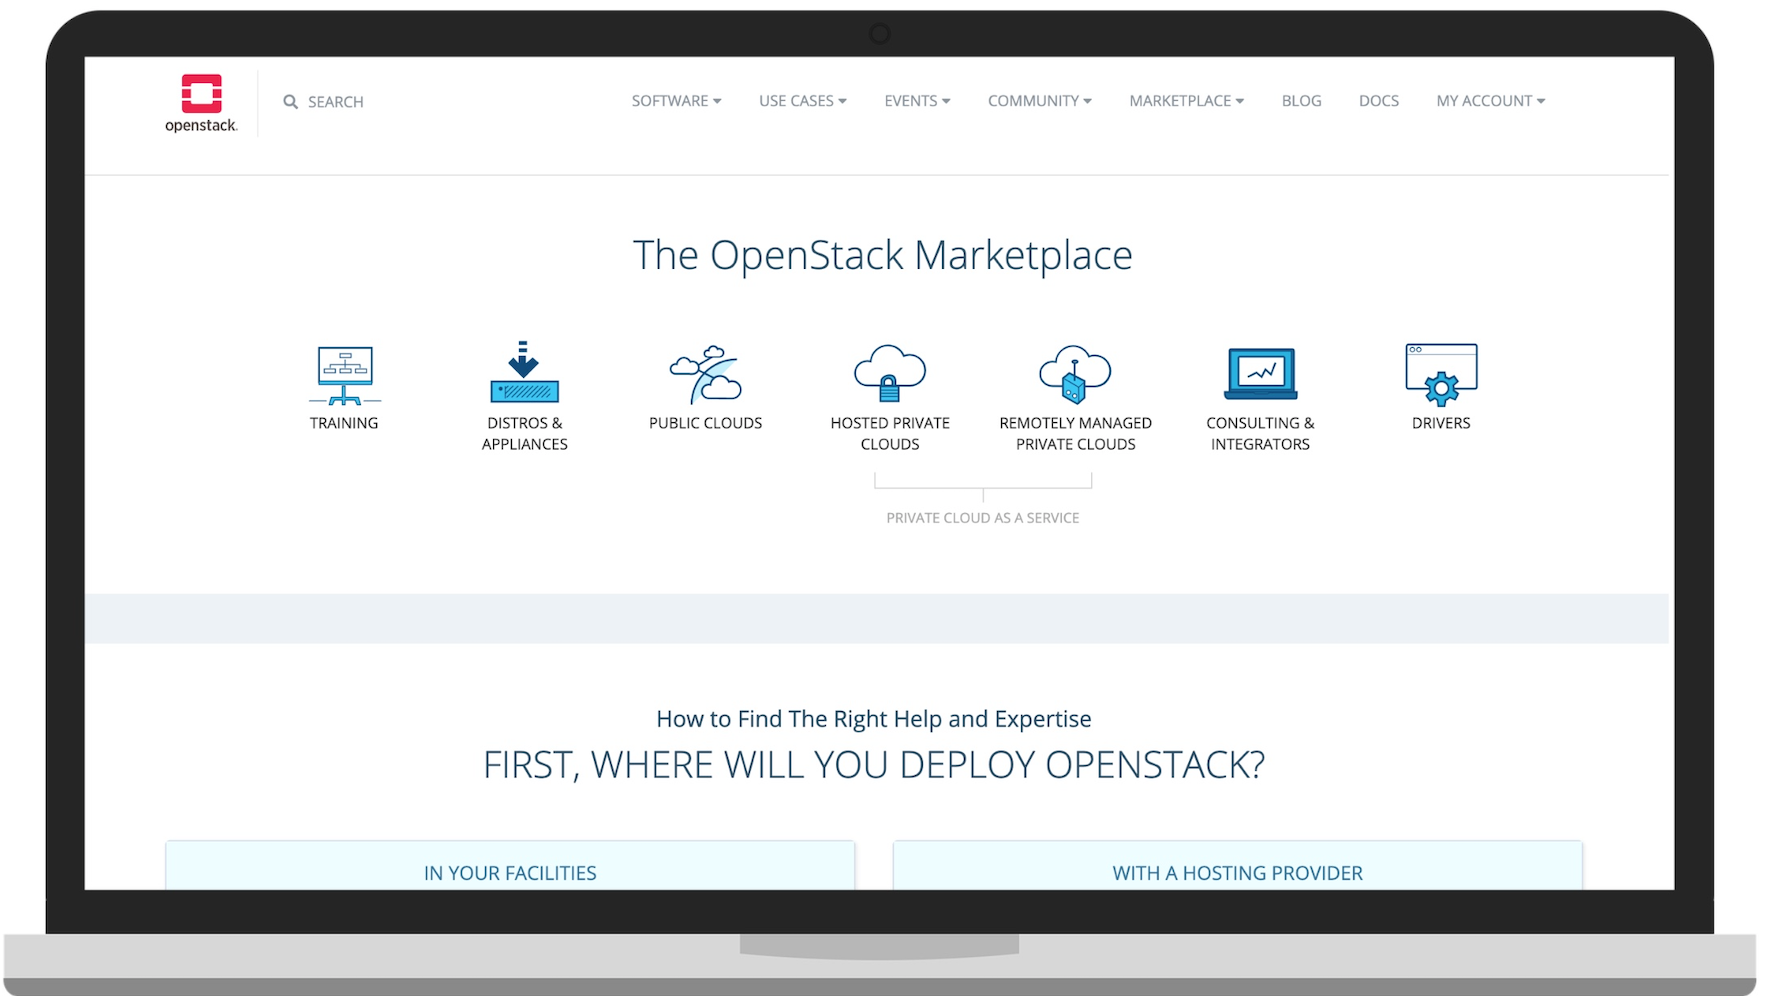 openstack.
SEARCH
SOFTWARE
USE CASES
EVENTS
COMMUNITY
MARKETPLACE
BLOG
DOCS
MY ACCOUNT
The OpenStack Marketplace
TRAINING
DISTROS &
APPLIANCES
PUBLIC CLOUDS
HOSTED PRIVATE
CLOUDS
REMOTELY MANAGED
PRIVATE CLOUDS
CONSULTING &
INTEGRATORS
DRIVERS
PRIVATE CLOUD AS A SERVICE
How to Find The Right Help and Expertise
FIRST, WHERE WILL YOU DEPLOY OPENSTACK?
IN YOUR FACILITIES
WITH A HOSTING PROVIDER